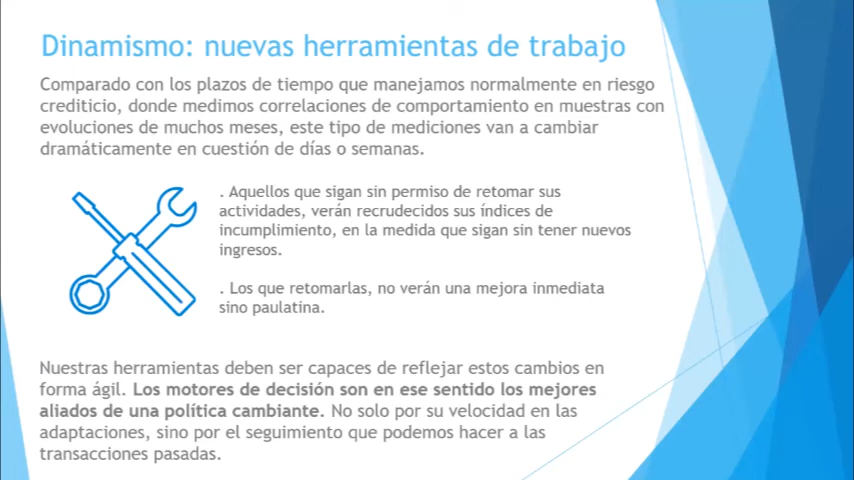 Dinamismo: nuevas herramientas de trabajo
Comparado con los plazos de tiempo que manejamos normalmente en riesgo
crediticio, donde medimos correlaciones de comportamiento en muestras con
evoluciones de muchos meses, este tipo de mediciones van a cambiar
dramáticamente en cuestión de días o semanas.
. Aquellos que sigan sin permiso de retomar sus
actividades, verán recrudecidos sus índices de
incumplimiento, en la medida que sigan sin tener nuevos
ingresos.
. Los que retomarlas, no verán una mejora inmediata
sino paulatina.
Nuestras herramientas deben ser capaces de reflejar estos cambios en
forma ágil. Los motores de decisión son en ese sentido los mejores
aliados de una política cambiante. No solo por su velocidad en las
adaptaciones, sino por el seguimiento que podemos hacer a las
transacciones pasadas.